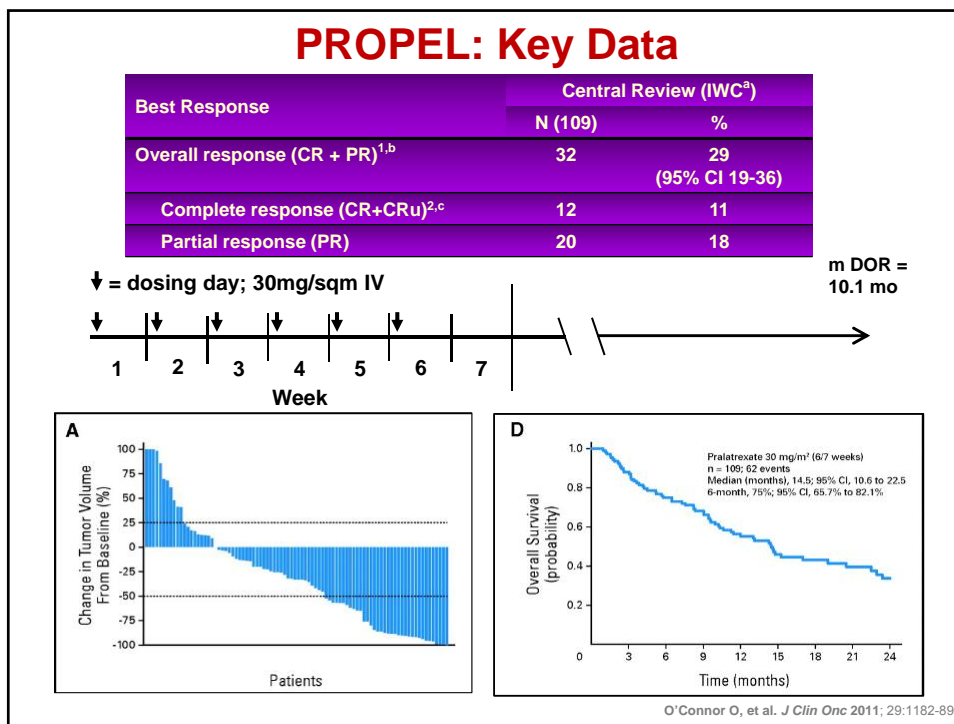 PROPEL: Key Data
Best Response
Central Review (IWCᵃ)
N (109) %
Overall response (CR + PR)¹,ᵇ 32 29
(95% CI 19-36)
Complete response (CR+CRu)²,ᶜ 12 11
Partial response (PR) 20 18
m DOR =
10.1 mo
= dosing day; 30mg/sqm IV
1 2 3 4 5 6 7
Week
A
Change in Tumor Volume
From Baseline (%)
100
75
50
25
0
-25
-50
-75
-100
Patients
D
Overall Survival
(probability)
1.0
0.8
0.6
0.4
0.2
Pralatrexate 30 mg/m² (6/7 weeks)
n = 109; 62 events
Median (months), 14.5; 95% CI, 10.6 to 22.5
6-month, 75%; 95% CI, 65.7% to 82.1%
0 3 6 9 12 15 18 21 24
Time (months)
O'Connor O, et al. J Clin Onc 2011; 29:1182-89